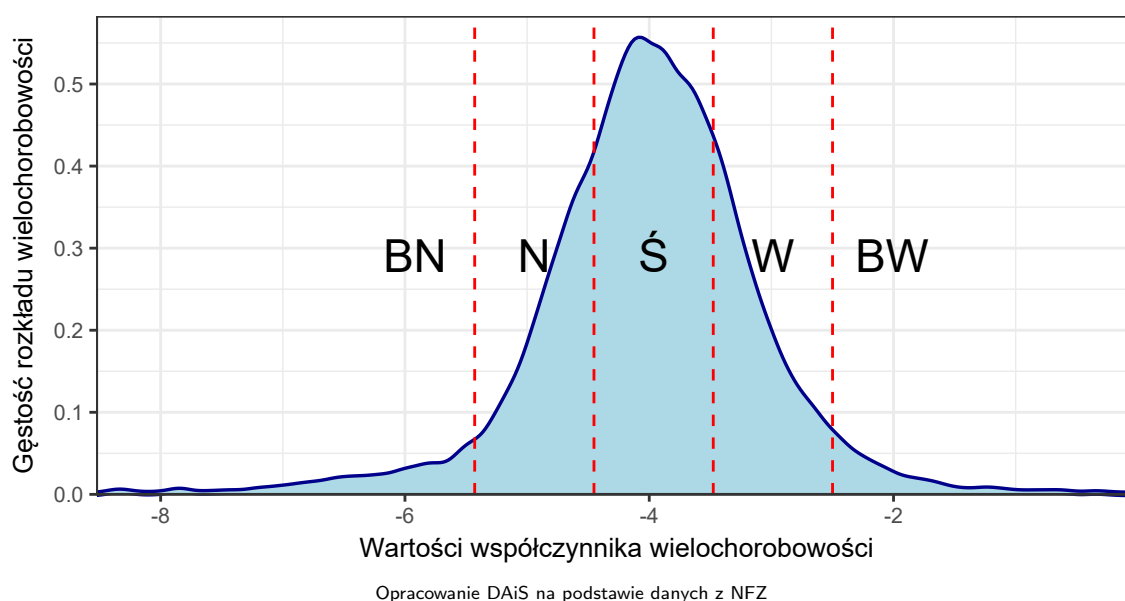 Gęstość rozkładu wielochorobowości
0.5
0.4
0.3
0.2
0.1
0.0
BN N Ś W BW
-8 -6 -4 -2
Wartości współczynnika wielochorobowości
Opracowanie DAiS na podstawie danych z NFZ